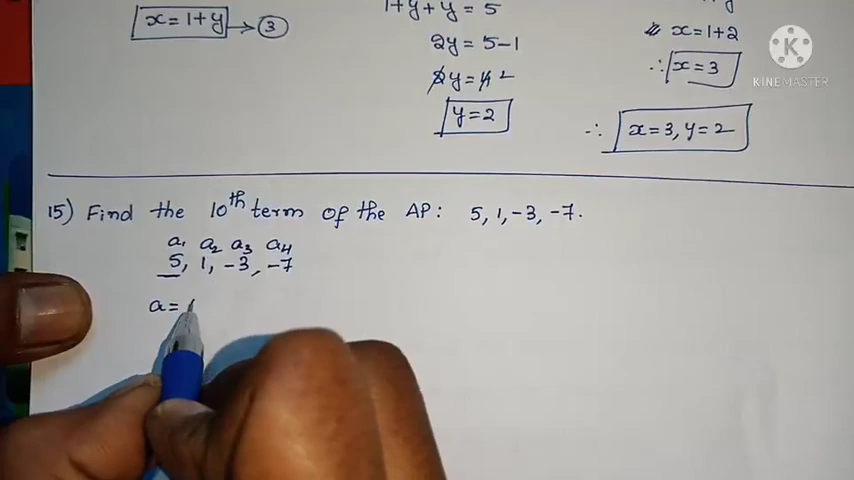 x = 1+y → ③
1+y+y = 5
2y = 5-1
2y = 4 2
y = 2
x = 1+2
∴ x = 3
∴ x = 3, y = 2
K
KINEMASTER
15) Find the 10th term of the AP: 5, 1, -3, -7.
a₁ a₂ a₃ a₄
5, 1, -3, -7
a =